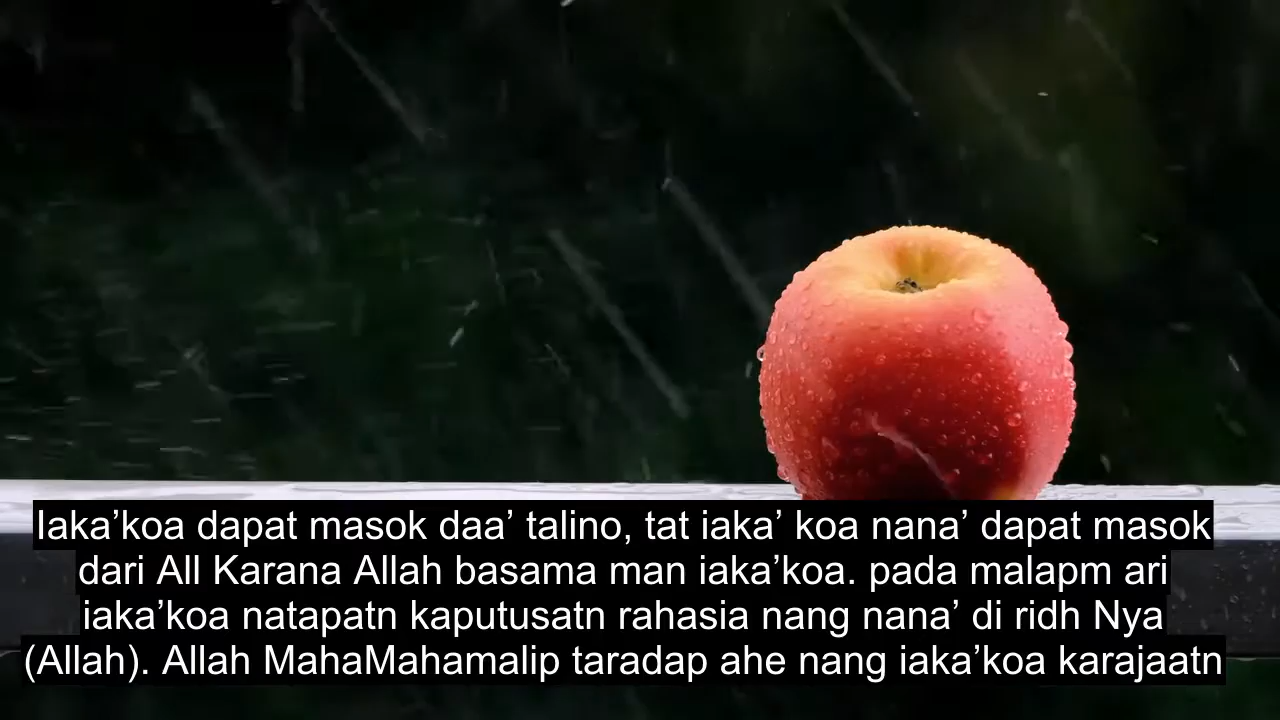 Iaka’koa dapat masok daa’ talino, tat iaka’ koa nana’ dapat masok
dari All Karana Allah basama man iaka’koa. pada malapm ari
iaka’koa natapatn kaputusatn rahasia nang nana’ di ridh Nya
(Allah). Allah MahaMahamalip taradap ahe nang iaka’koa karajaatn